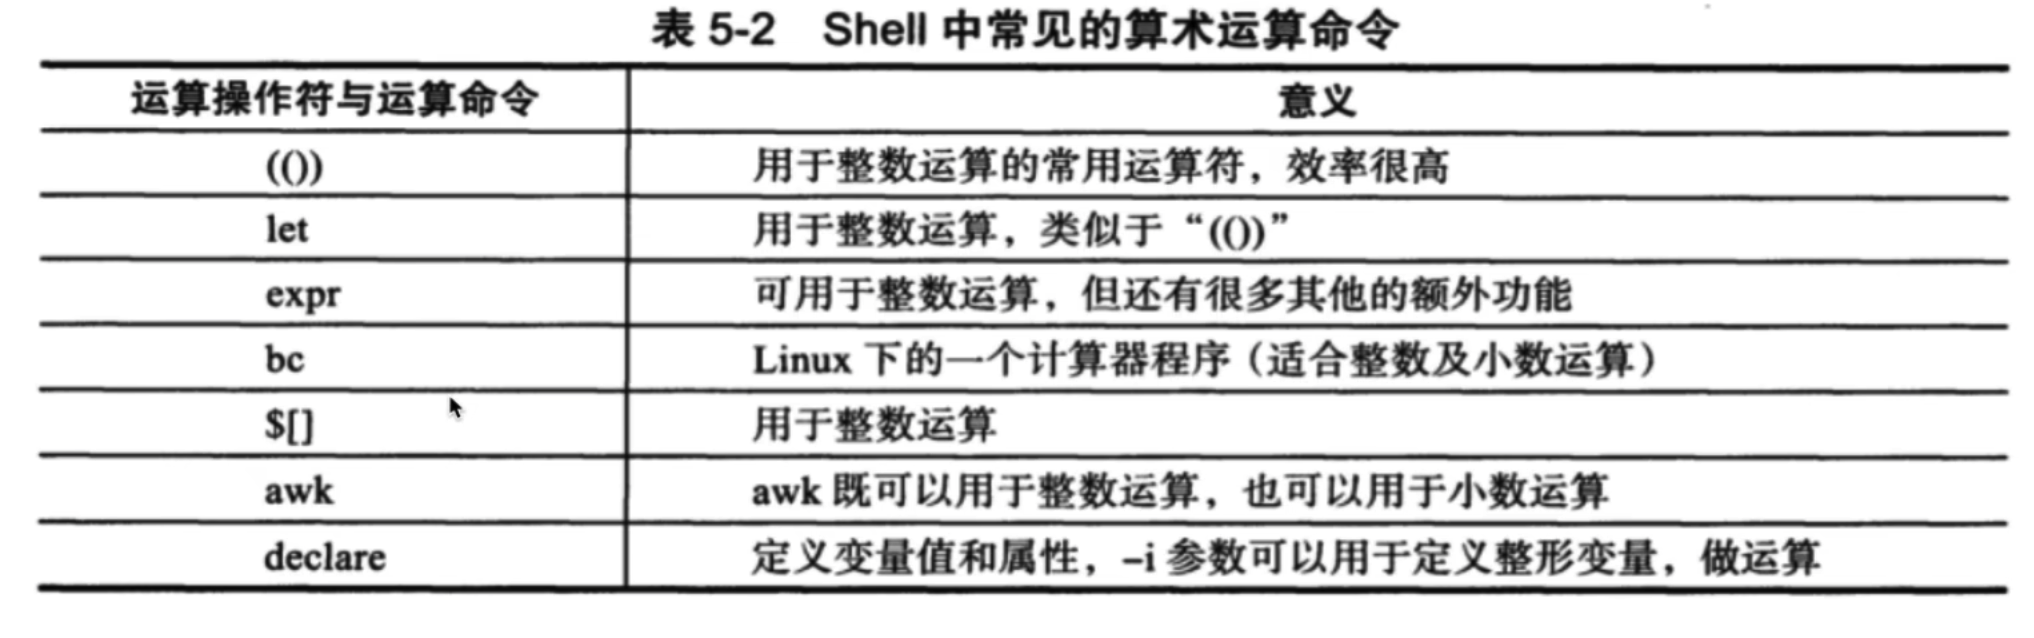 表 5-2 Shell 中常见的算术运算命令
运算操作符与运算命令 意义
(()) 用于整数运算的常用运算符，效率很高
let 用于整数运算，类似于“(())”
expr 可用于整数运算，但还有很多其他的额外功能
bc Linux 下的一个计算器程序（适合整数及小数运算）
$[] 用于整数运算
awk awk 既可以用于整数运算，也可以用于小数运算
declare 定义变量值和属性，-i 参数可以用于定义整形变量，做运算